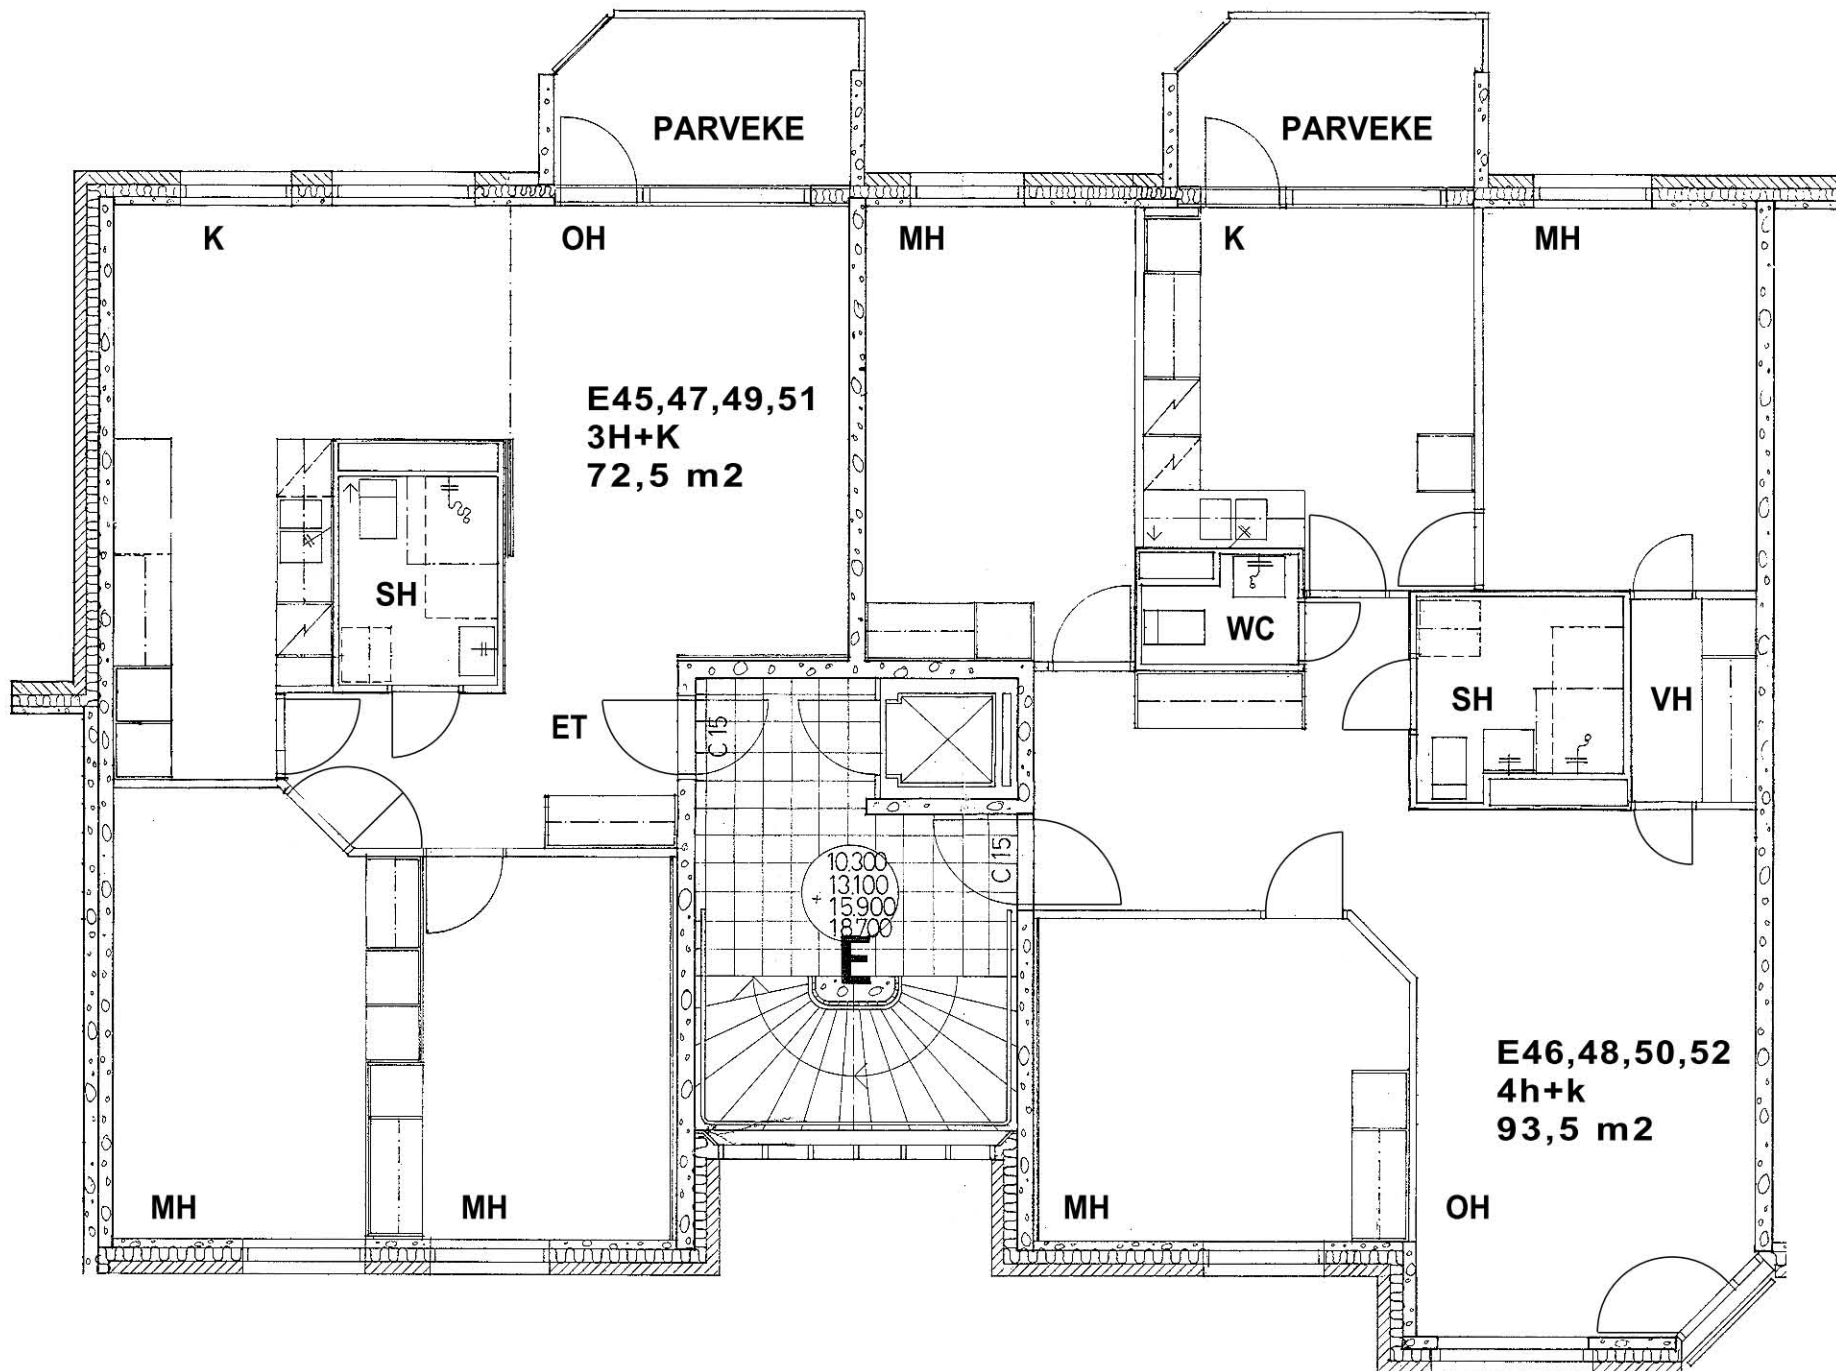 PARVEKE
PARVEKE
K
OH
MH
K
MH
E45,47,49,51
3H+K
72,5 m2
SH
WC
ET
C 15
SH
VH
C 15
10.300
13.100
15.900
18.700
E
E46,48,50,52
4h+k
93,5 m2
MH
MH
MH
OH